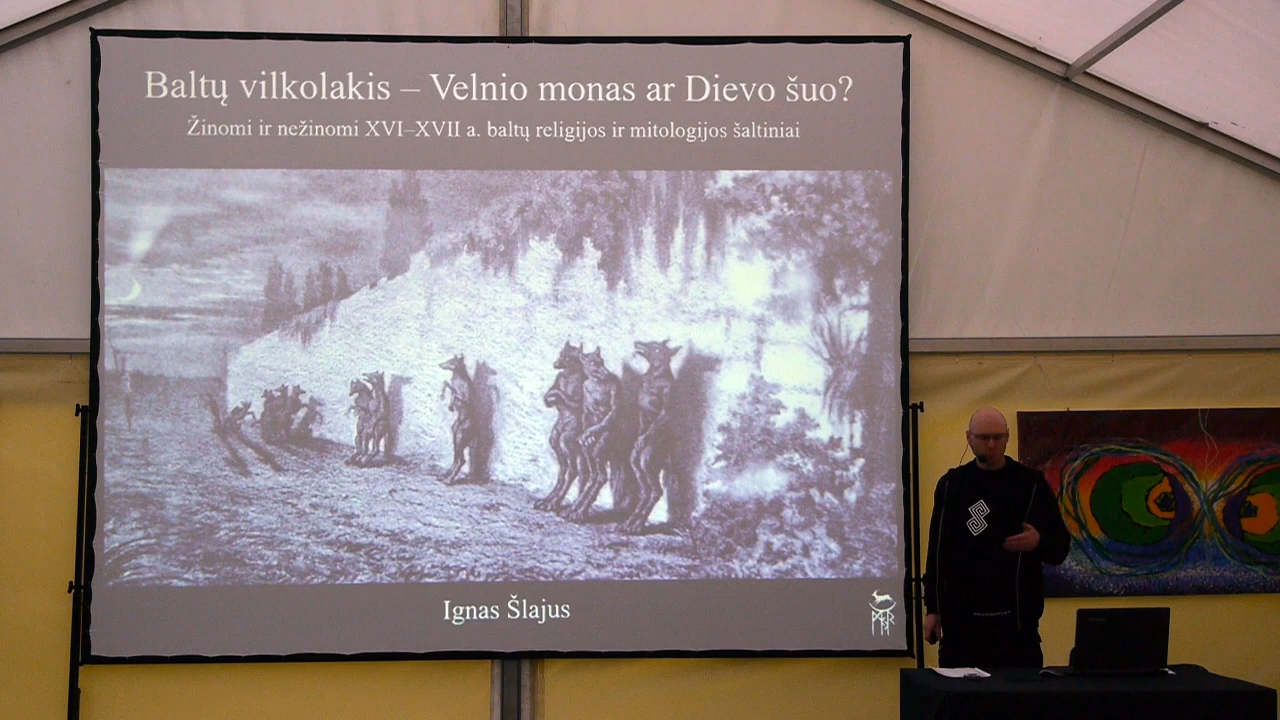 Baltų vilkolakis – Velnio monas ar Dievo šuo?
Žinomi ir nežinomi XVI–XVII a. baltų religijos ir mitologijos šaltiniai
Ignas Šlajus